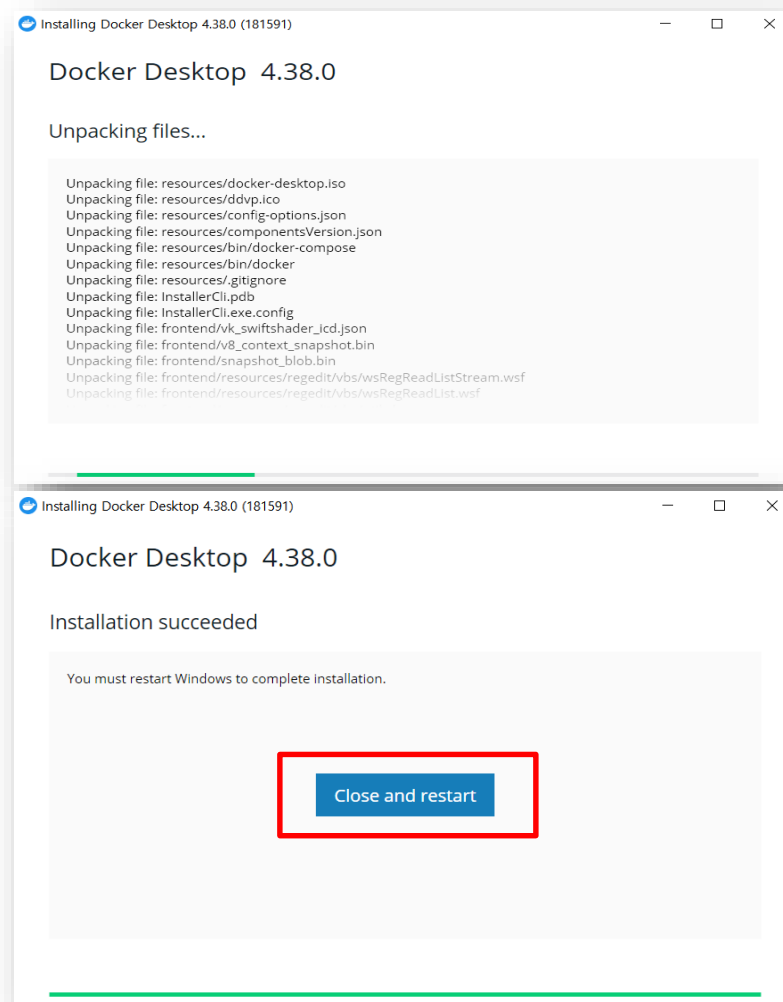 Installing Docker Desktop 4.38.0 (181591)
Docker Desktop 4.38.0
Unpacking files...
Unpacking file: resources/docker-desktop.iso
Unpacking file: resources/ddvp.ico
Unpacking file: resources/config-options.json
Unpacking file: resources/componentsVersion.json
Unpacking file: resources/bin/docker-compose
Unpacking file: resources/bin/docker
Unpacking file: resources/.gitignore
Unpacking file: InstallerCli.pdb
Unpacking file: InstallerCli.exe.config
Unpacking file: frontend/vk_swiftshader_icd.json
Unpacking file: frontend/v8_context_snapshot.bin
Unpacking file: frontend/snapshot_blob.bin
Unpacking file: frontend/resources/regedit/vbs/wsRegReadListStream.wsf
Unpacking file: frontend/resources/regedit/vbs/wsRegReadList.wsf
Installing Docker Desktop 4.38.0 (181591)
Docker Desktop 4.38.0
Installation succeeded
You must restart Windows to complete installation.
Close and restart